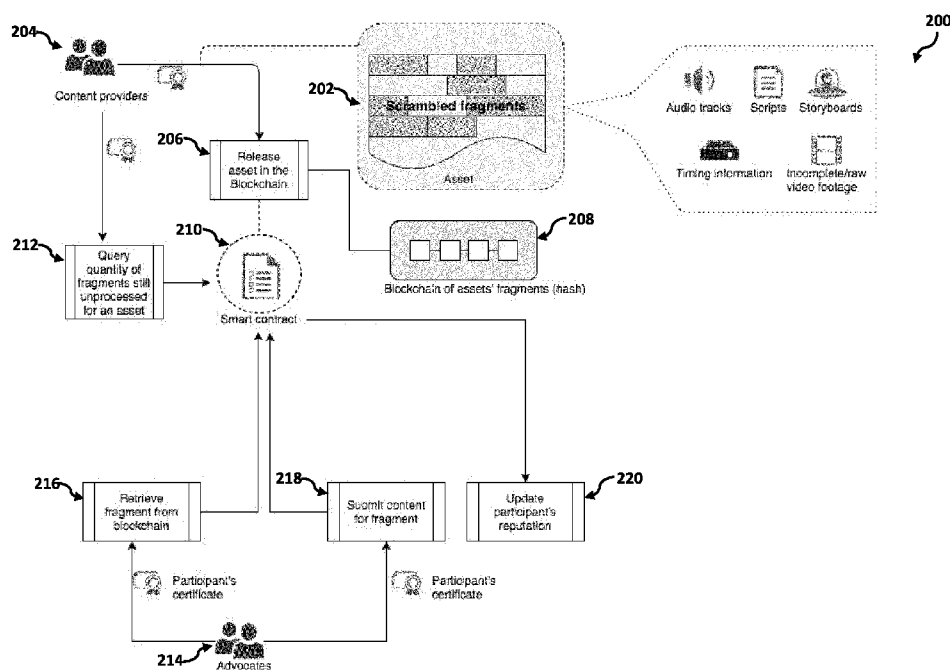 200
204
Content providers
202
Scrambled fragments
Asset
Audio tracks
Scripts
Storyboards
Timing information
Incomplete/raw
video footage
206
Release
asset in the
Blockchain
208
Blockchain of assets' fragments (hash)
210
Smart contract
212
Query
quantity of
fragments still
unprocessed
for an asset
216
Retrieve
fragment from
blockchain
218
Submit content
for fragment
220
Update
participant's
reputation
Participant's
certificate
Participant's
certificate
214
Advocates